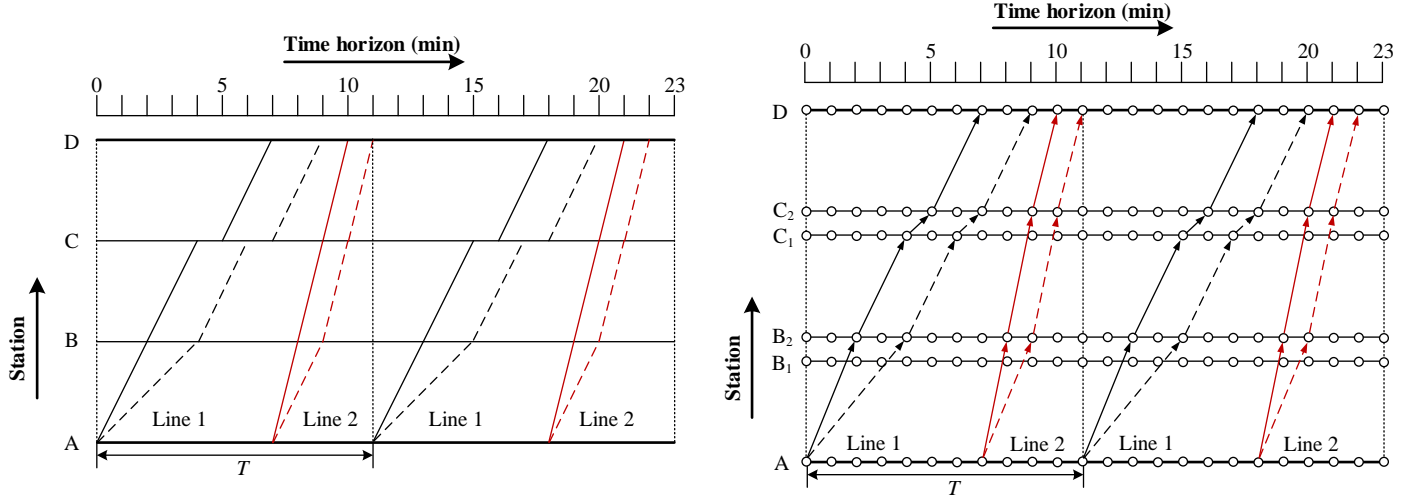 Time horizon (min)
0 5 10 15 20 23
D
C
B
A
Station
Line 1 Line 2 Line 1 Line 2
T
Time horizon (min)
0 5 10 15 20 23
D
C2
C1
B2
B1
A
Station
Line 1 Line 2 Line 1 Line 2
T